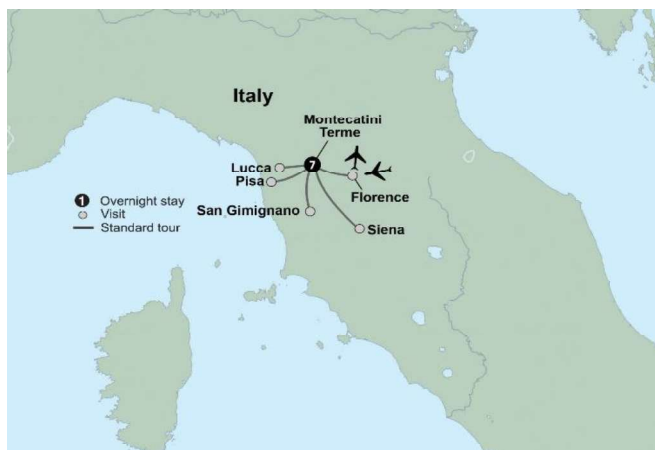 Italy
Montecatini
Terme
7
Lucca
Pisa
Florence
San Gimignano
Siena
1 Overnight stay
Visit
Standard tour